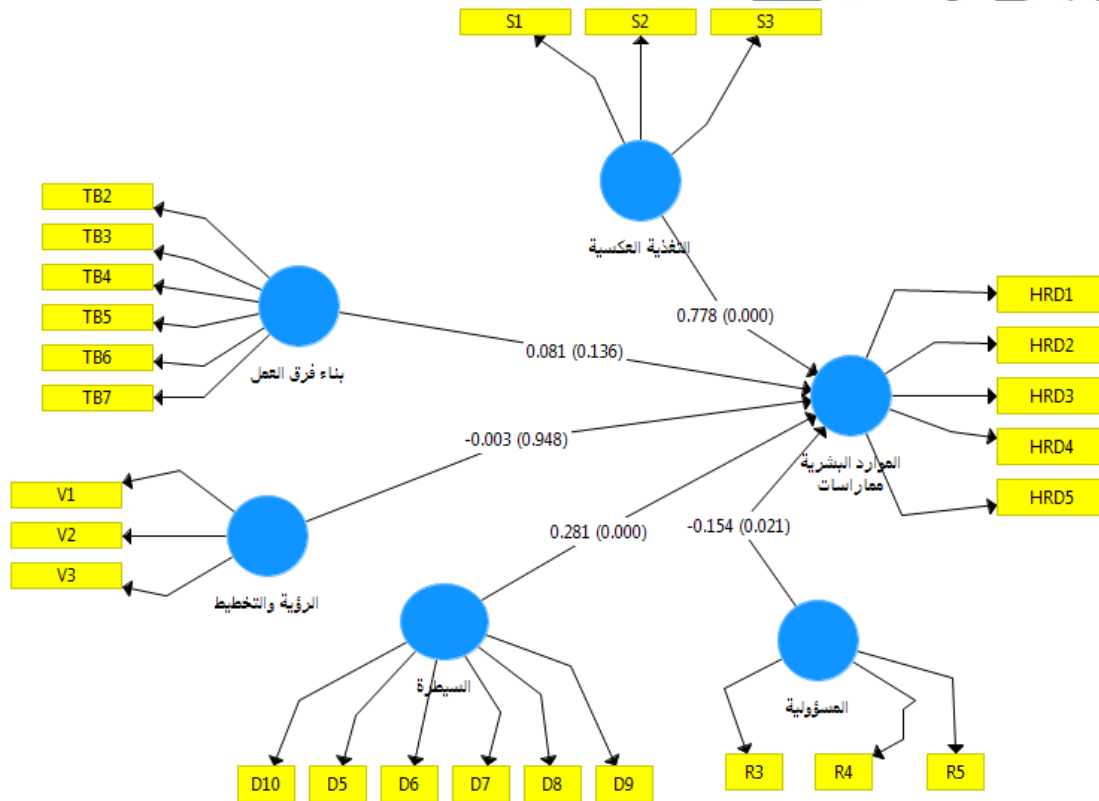 S1
S2
S3
التغذية العكسية
TB2
TB3
TB4
TB5
TB6
TB7
بناء فرق العمل
0.778 (0.000)
0.081 (0.136)
-0.003 (0.948)
HRD1
HRD2
HRD3
HRD4
HRD5
الموارد البشرية
ممارسات
V1
V2
V3
الرؤية والتخطيط
0.281 (0.000)
-0.154 (0.021)
السيطرة
المسؤولية
D10
D5
D6
D7
D8
D9
R3
R4
R5